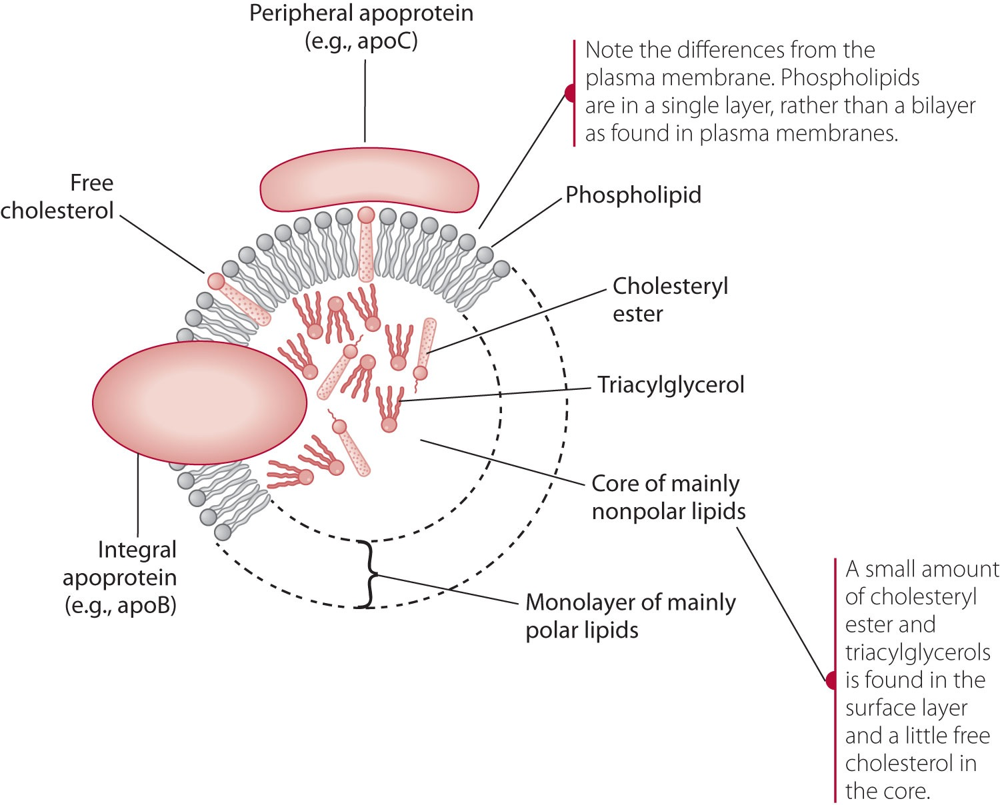 Peripheral apoprotein
(e.g., apoC)
Note the differences from the
plasma membrane. Phospholipids
are in a single layer, rather than a bilayer
as found in plasma membranes.
Free
cholesterol
Phospholipid
Cholesteryl
ester
Triacylglycerol
Core of mainly
nonpolar lipids
Integral
apoprotein
(e.g., apoB)
Monolayer of mainly
polar lipids
A small amount
of cholesteryl
ester and
triacylglycerols
is found in the
surface layer
and a little free
cholesterol in
the core.